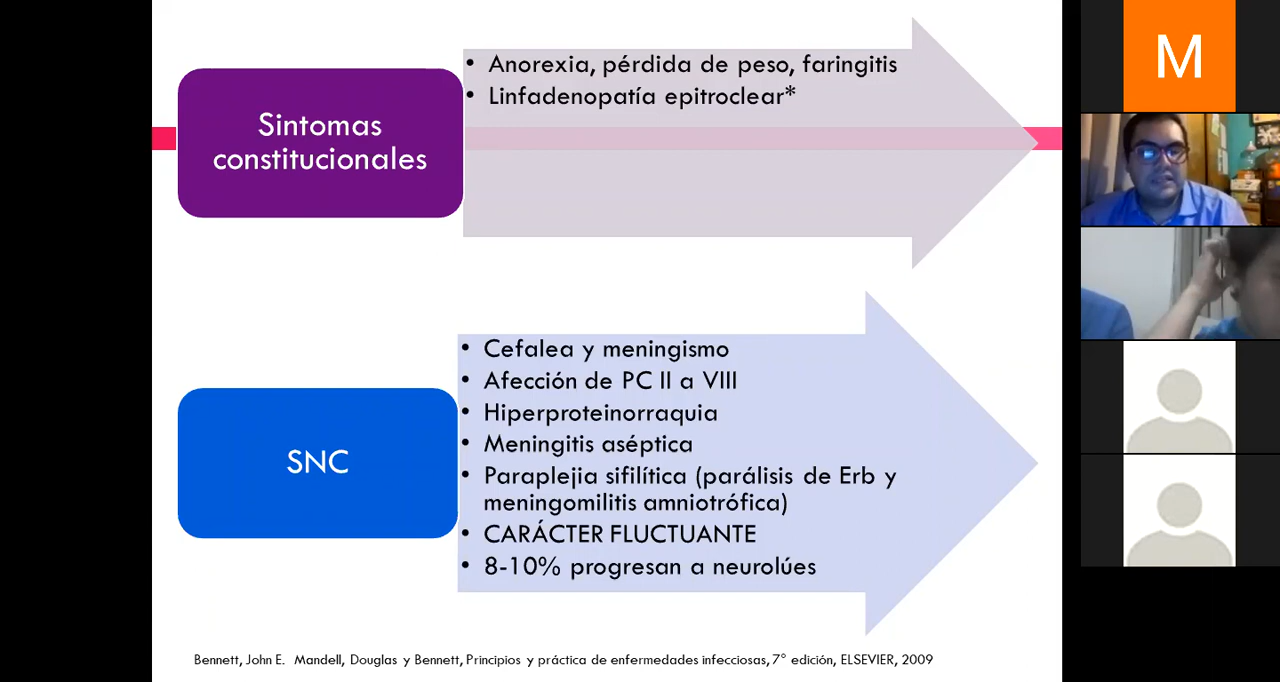 Sintomas
constitucionales
• Anorexia, pérdida de peso, faringitis
• Linfadenopatía epitroclear*
SNC
• Cefalea y meningismo
• Afección de PC II a VIII
• Hiperproteinorraquia
• Meningitis aséptica
• Paraplejia sifilítica (parálisis de Erb y
meningomilitis amniotrófica)
• CARÁCTER FLUCTUANTE
• 8-10% progresan a neurolúes
Bennett, John E. Mandell, Douglas y Bennett, Principios y práctica de enfermedades infecciosas, 7° edición, ELSEVIER, 2009
M